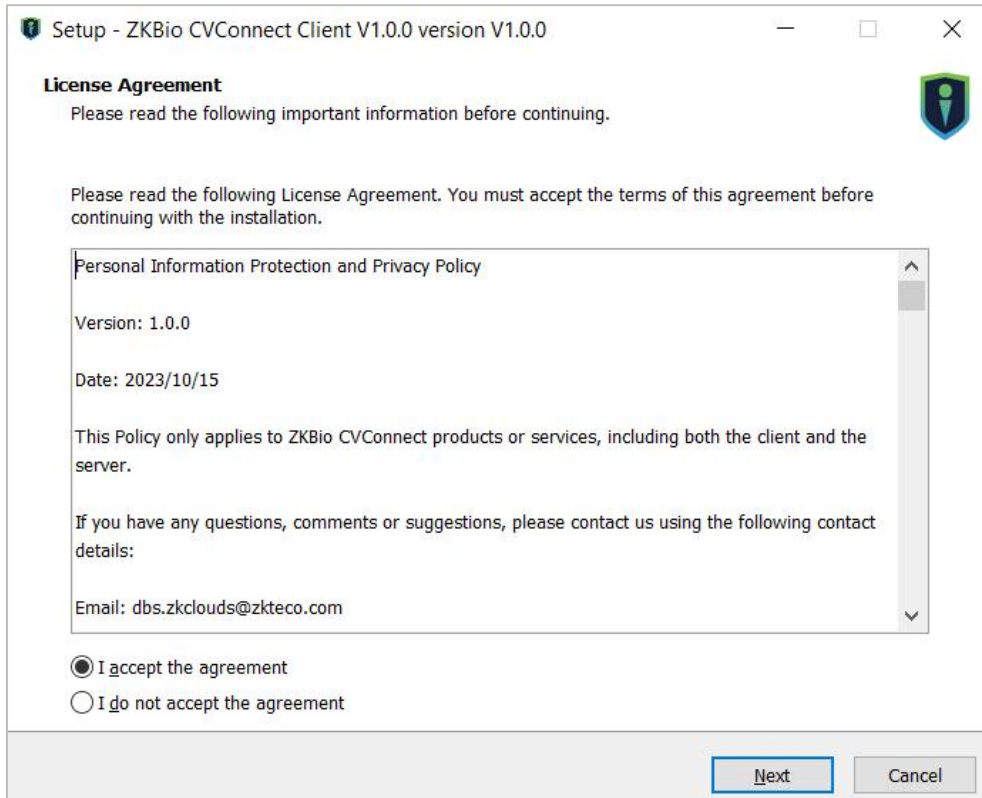 Setup - ZKBio CVConnect Client V1.0.0 version V1.0.0
License Agreement
Please read the following important information before continuing.
Please read the following License Agreement. You must accept the terms of this agreement before
continuing with the installation.
Personal Information Protection and Privacy Policy
Version: 1.0.0
Date: 2023/10/15
This Policy only applies to ZKBio CVConnect products or services, including both the client and the
server.
If you have any questions, comments or suggestions, please contact us using the following contact
details:
Email: dbs.zkclouds@zkteco.com
I accept the agreement
I do not accept the agreement
Next
Cancel